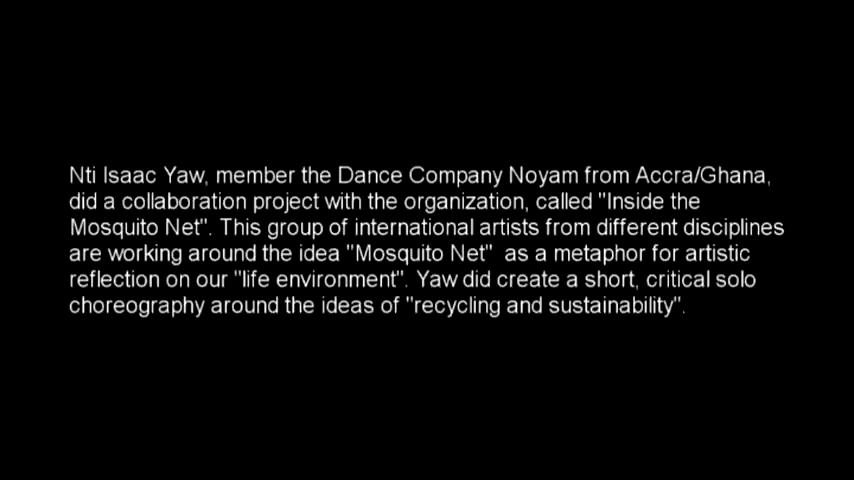 Nti Isaac Yaw, member the Dance Company Noyam from Accra/Ghana,
did a collaboration project with the organization, called "Inside the
Mosquito Net". This group of international artists from different disciplines
are working around the idea "Mosquito Net"  as a metaphor for artistic
reflection on our "life environment". Yaw did create a short, critical solo
choreography around the ideas of "recycling and sustainability".